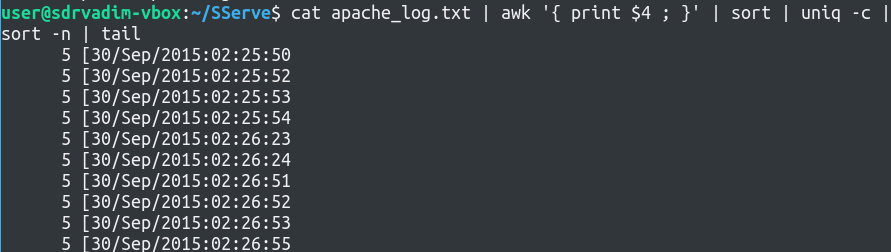 user@sdrvadim-vbox:~/SServe$ cat apache_log.txt | awk '{ print $4 ; }' | sort | uniq -c |
sort -n | tail
5 [30/Sep/2015:02:25:50
5 [30/Sep/2015:02:25:52
5 [30/Sep/2015:02:25:53
5 [30/Sep/2015:02:25:54
5 [30/Sep/2015:02:26:23
5 [30/Sep/2015:02:26:24
5 [30/Sep/2015:02:26:51
5 [30/Sep/2015:02:26:52
5 [30/Sep/2015:02:26:53
5 [30/Sep/2015:02:26:55